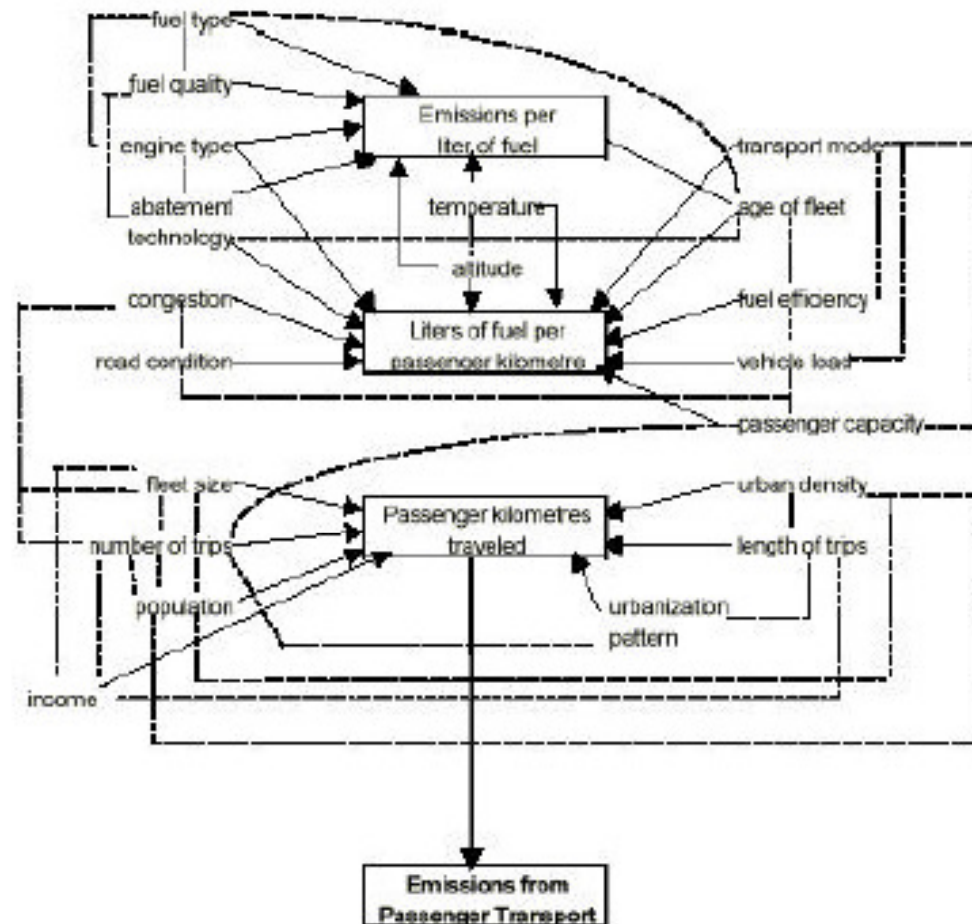 fuel type
fuel quality
Emissions per
liter of fuel
engine type
transport mode
abatement
technology
temperature
age of fleet
altitude
congestion
fuel efficiency
Liters of fuel per
passenger kilometre
road condition
vehicle load
passenger capacity
fleet size
urban density
Passenger kilometres
traveled
number of trips
length of trips
population
urbanization
pattern
income
Emissions from
Passenger Transport